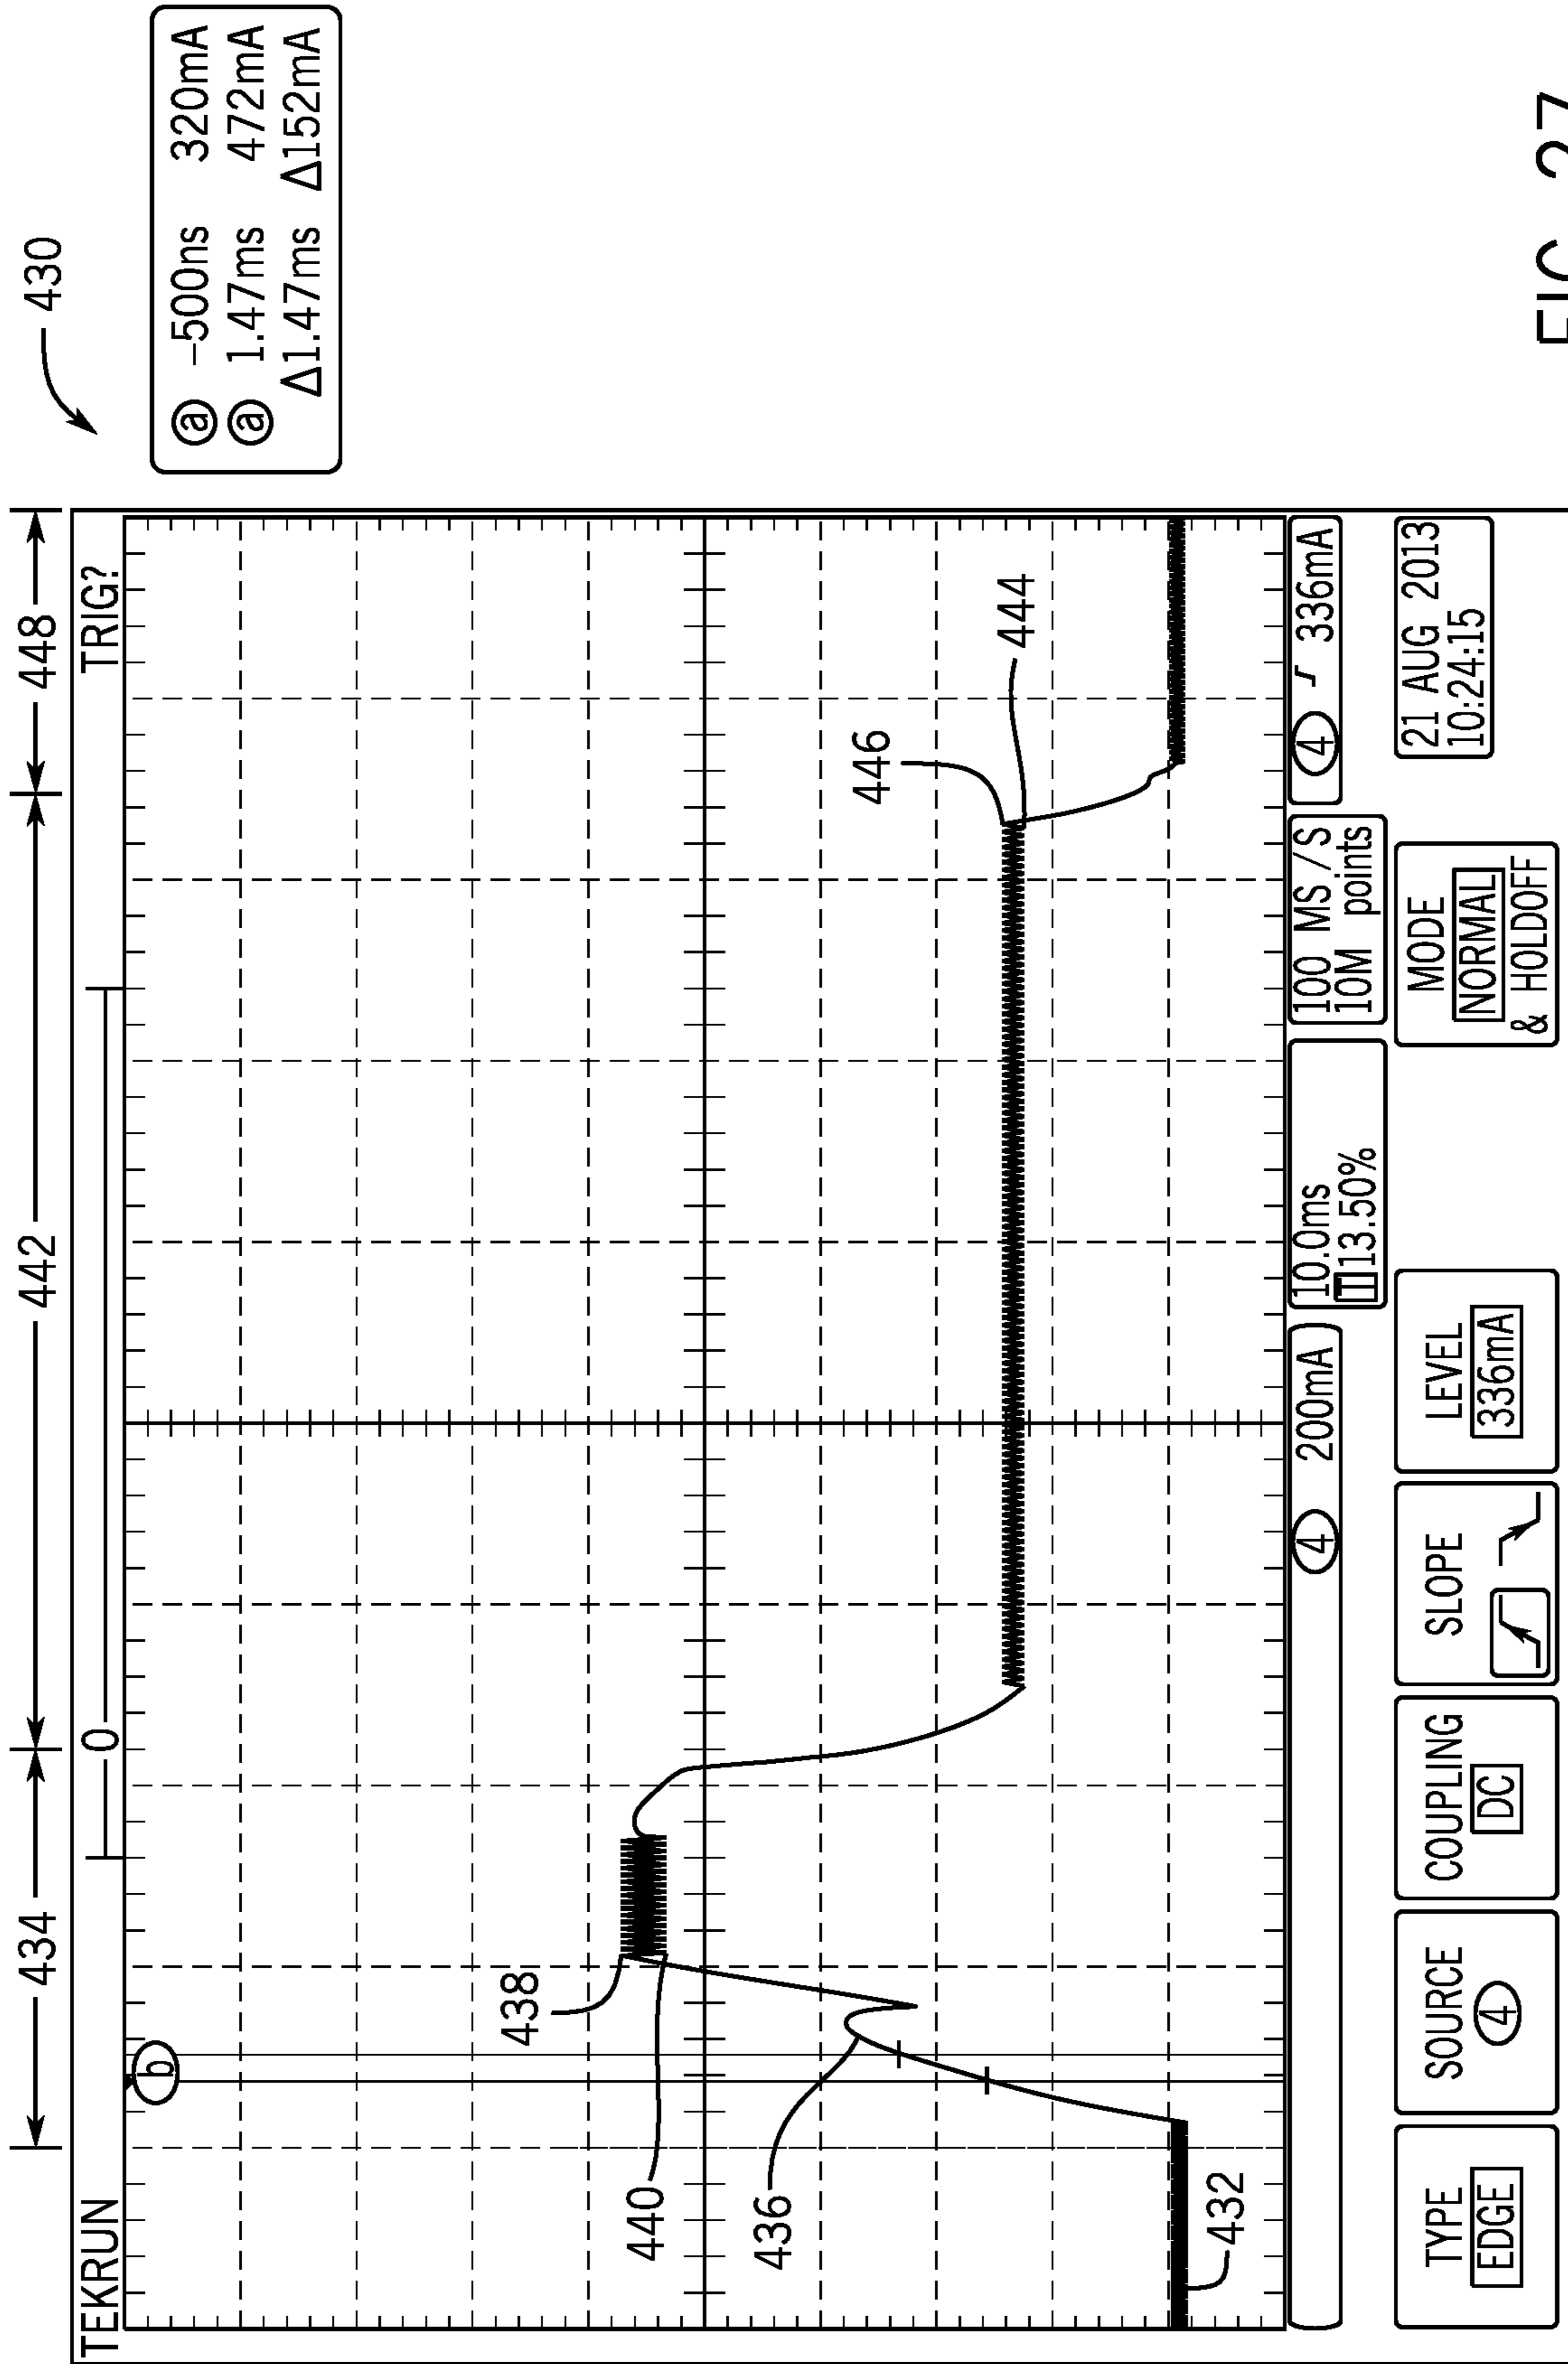 430
434
442
448
TEKRUN
0
TRIG?
b
ⓐ -500ns 320mA
ⓐ 1.47ms 472mA
Δ1.47ms Δ152mA
438
440
436
446
444
432
④ 200mA
10.0ms
T 13.50%
100 MS/S
10M points
④ 336mA
TYPE
EDGE
SOURCE
④
COUPLING
DC
SLOPE
LEVEL
336mA
MODE
NORMAL
& HOLDOFF
21 AUG 2013
10:24:15
FIG. 27